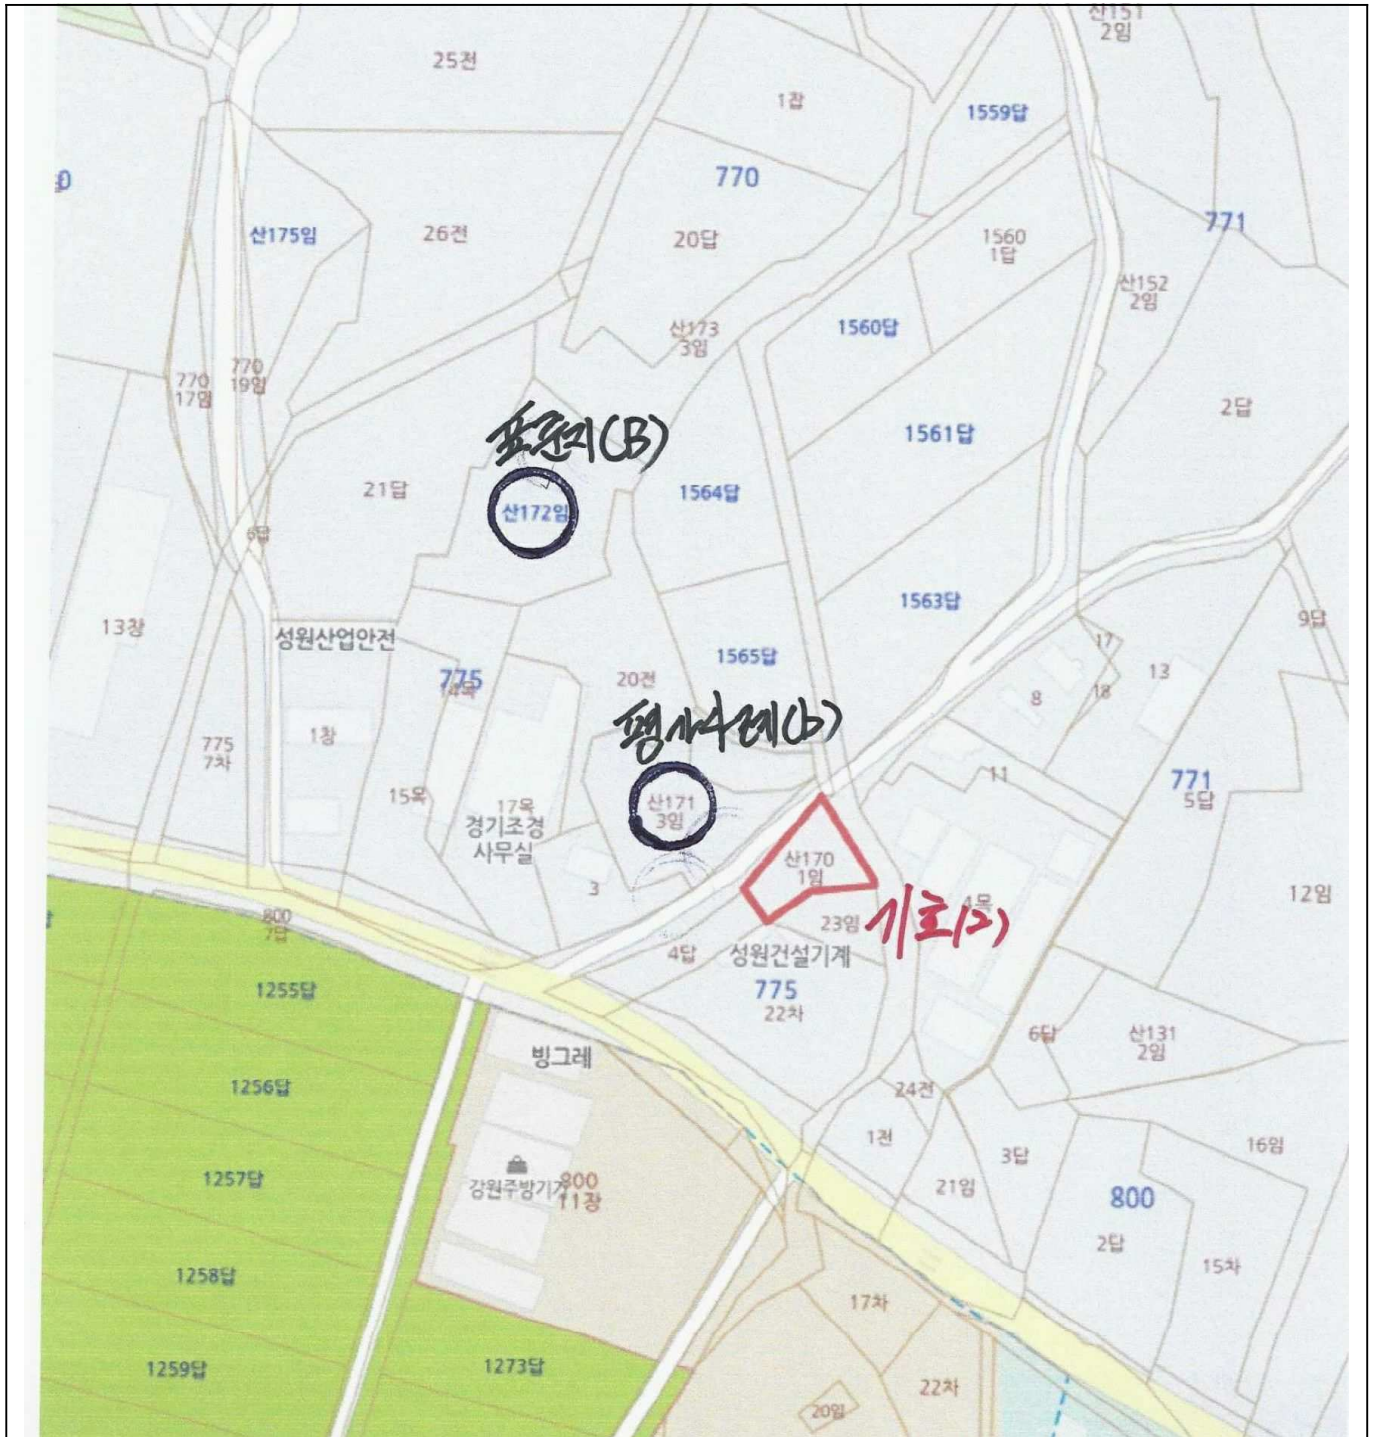 산151
2임
25전
1잡
1559답
770
771
산175임
26전
20답
1560
1답
산152
2임
1560답
산173
3임
770
19임
770
17임
2답
표준지(B)
1561답
21답
1564답
산172임
6답
1563답
9답
13창
성원산업안전
17
1565답
775
14목
20전
13
18
8
평가사례(b)
1창
775
7차
11
771
5답
15목
17목
경기조경
사무실
산171
3임
산170
1임
3
12임
4목
기호(2)
23임
800
2답
4답
성원건설기계
775
22차
1255답
6답
산131
2임
빙그레
1256답
24전
1전
16임
3답
1257답
강원주방기기
800
11장
21임
800
2답
1258답
15차
17차
1259답
1273답
22차
20임